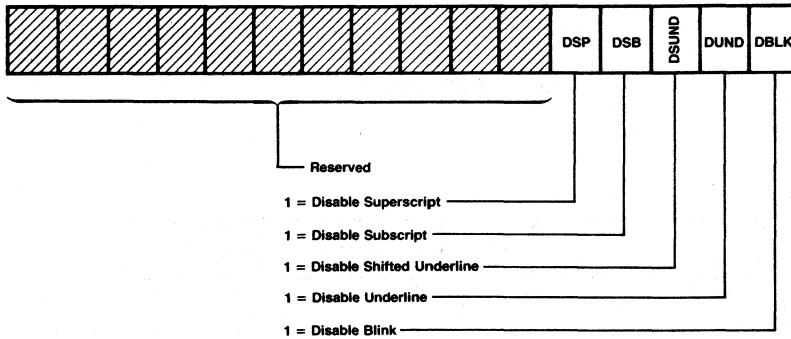 DSP DSB DSUND DUND DBLK
Reserved
1 = Disable Superscript
1 = Disable Subscript
1 = Disable Shifted Underline
1 = Disable Underline
1 = Disable Blink